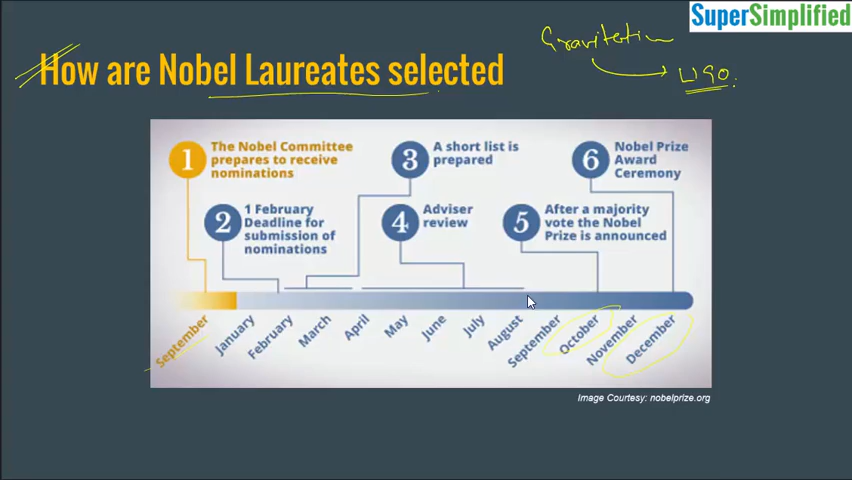 SuperSimplified
Gravitation
LIGO.
How are Nobel Laureates selected
1
The Nobel Committee
prepares to receive
nominations
2
1 February
Deadline for
submission of
nominations
3
A short list is
prepared
4
Adviser
review
5
After a majority
vote the Nobel
Prize is announced
6
Nobel Prize
Award
Ceremony
September
January
February
March
April
May
June
July
August
September
October
November
December
Image Courtesy: nobelprize.org